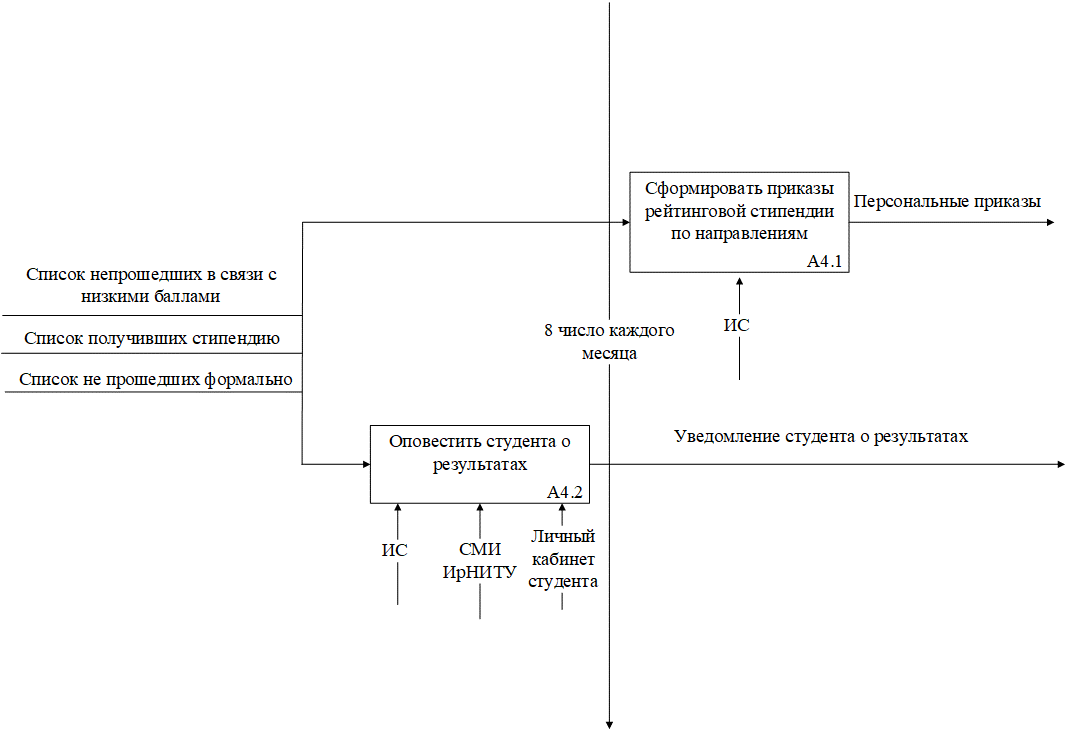 Сформировать приказы
рейтинговой стипендии
по направлениям
А4.1
Персональные приказы
Список непрошедших в связи с
низкими баллами
Список получивших стипендию
Список не прошедших формально
8 число каждого
месяца
ИС
Оповестить студента о
результатах
А4.2
Уведомление студента о результатах
ИС
СМИ
ИрНИТУ
Личный
кабинет
студента